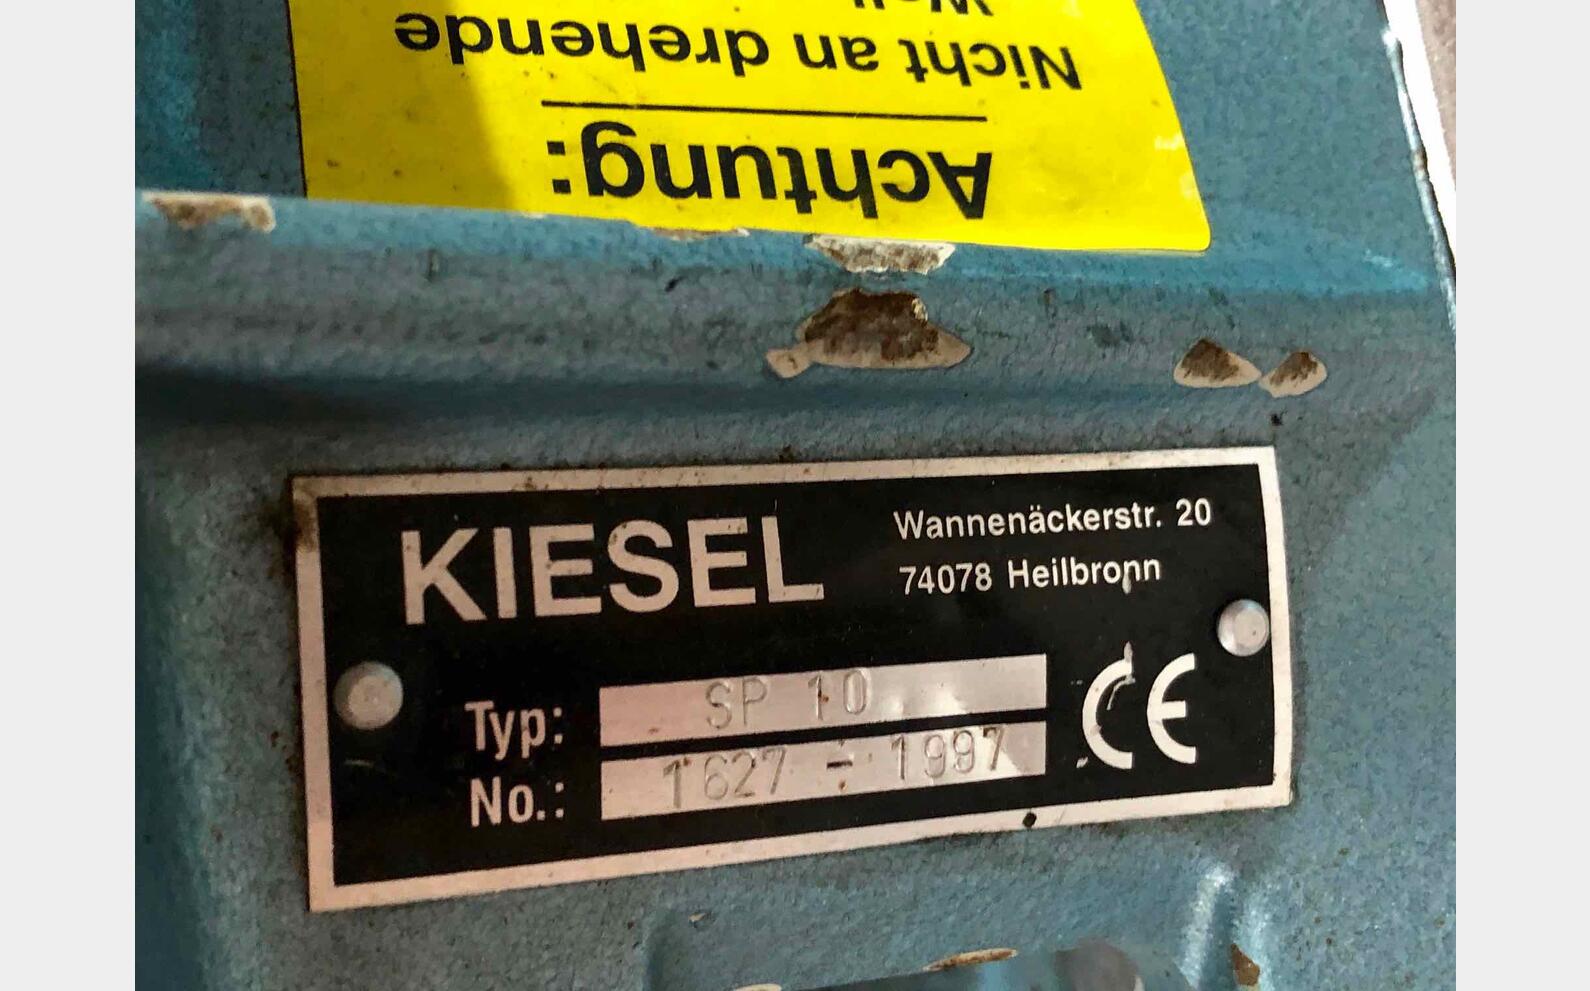 Achtung:
Nicht an drehende
KIESEL
Wannenäckerstr. 20
74078 Heilbronn
Typ: SP 10
No.: 1627 - 1997
CE